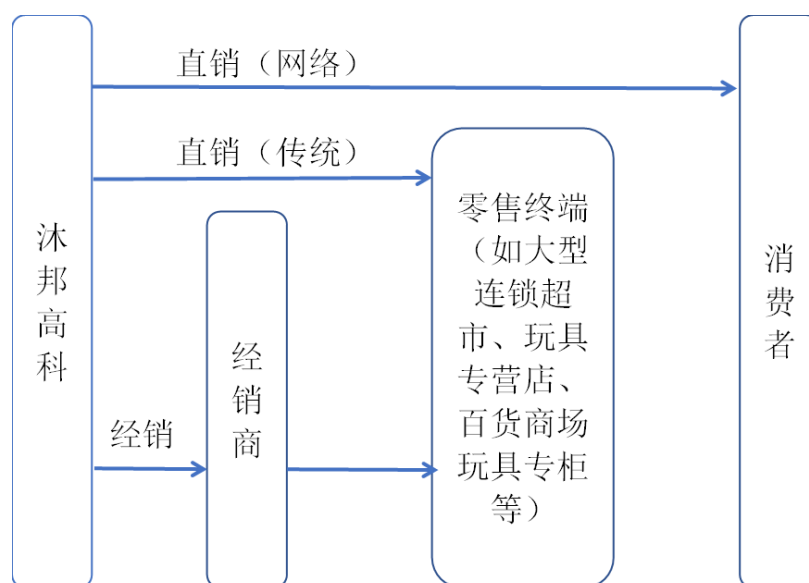 直销（网络）
直销（传统）
沐邦高科
经销
经销商
零售终端
（如大型
连锁超
市、玩具
专营店、
百货商场
玩具专柜
等）
消费者